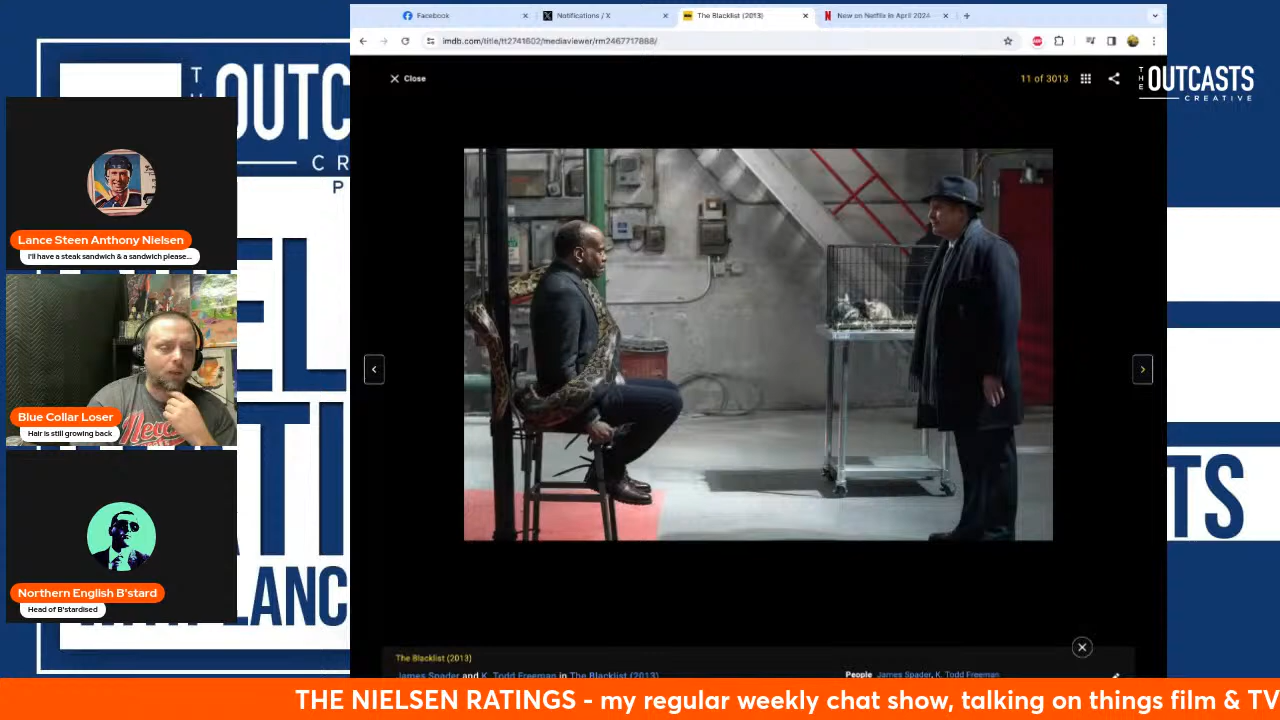 Facebook
Notifications / X
The Blacklist (2013)
New on Netflix in April 2024
imdb.com/title/tt2741602/mediaviewer/rm2467717888/
Close
11 of 3013
THE OUTCASTS
CREATIVE
T
OUTC
CR
P
Lance Steen Anthony Nielsen
I'll have a steak sandwich & a sandwich please...
Blue Collar Loser
Hair is still growing back
Northern English B'stard
Head of B'stardised
LANC
TS
The Blacklist (2013)
James Spader and K. Todd Freeman in The Blacklist (2013)
People James Spader, K. Todd Freeman
THE NIELSEN RATINGS - my regular weekly chat show, talking on things film & TV